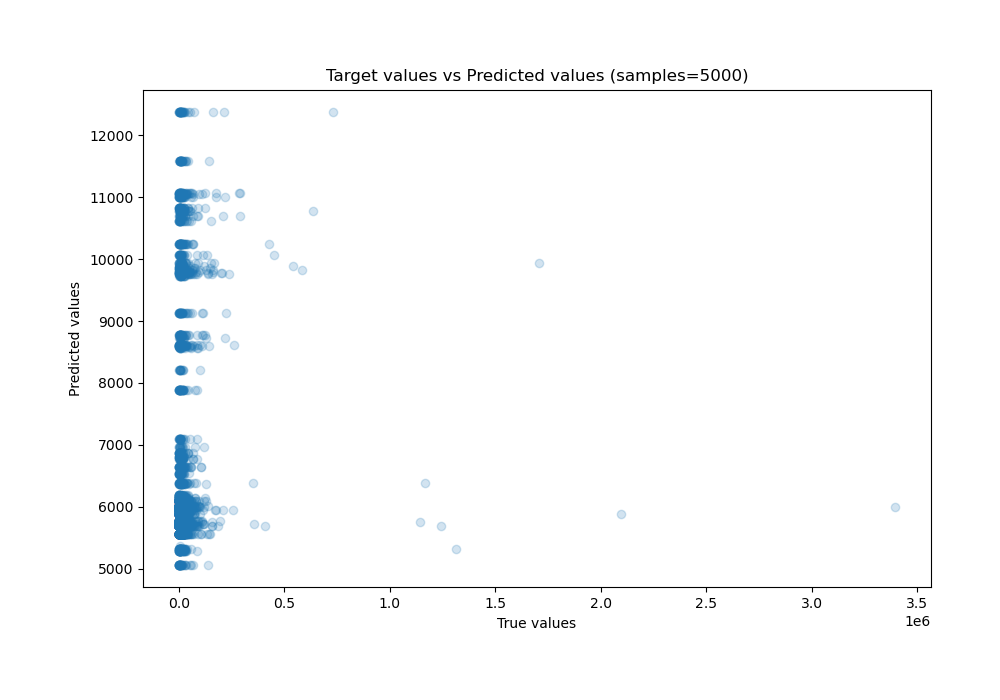 Target values vs Predicted values (samples=5000)
12000
11000
10000
9000
8000
7000
6000
5000
Predicted values
0.0 0.5 1.0 1.5 2.0 2.5 3.0 3.5
1e6
True values